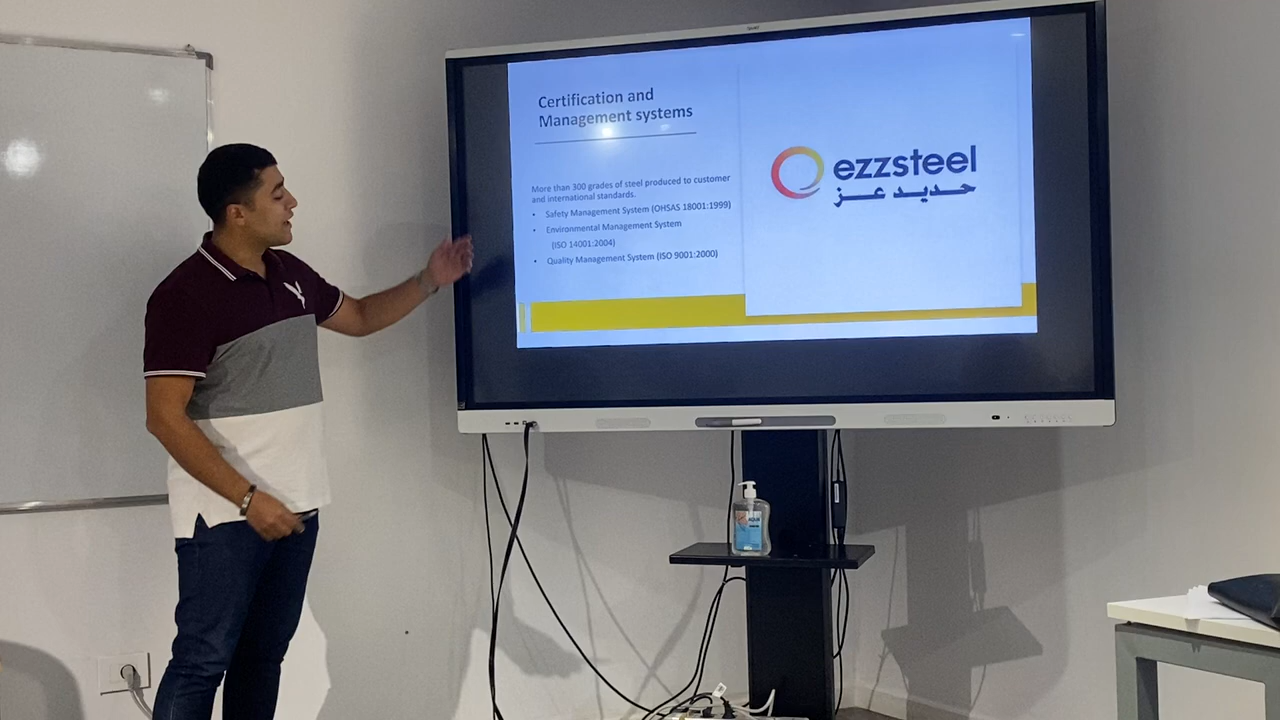 Certification and
Management systems
More than 300 grades of steel produced to customer
and international standards.
• Safety Management System (OHSAS 18001:1999)
• Environmental Management System
(ISO 14001:2004)
• Quality Management System (ISO 9001:2000)
ezzsteel
حديد عز